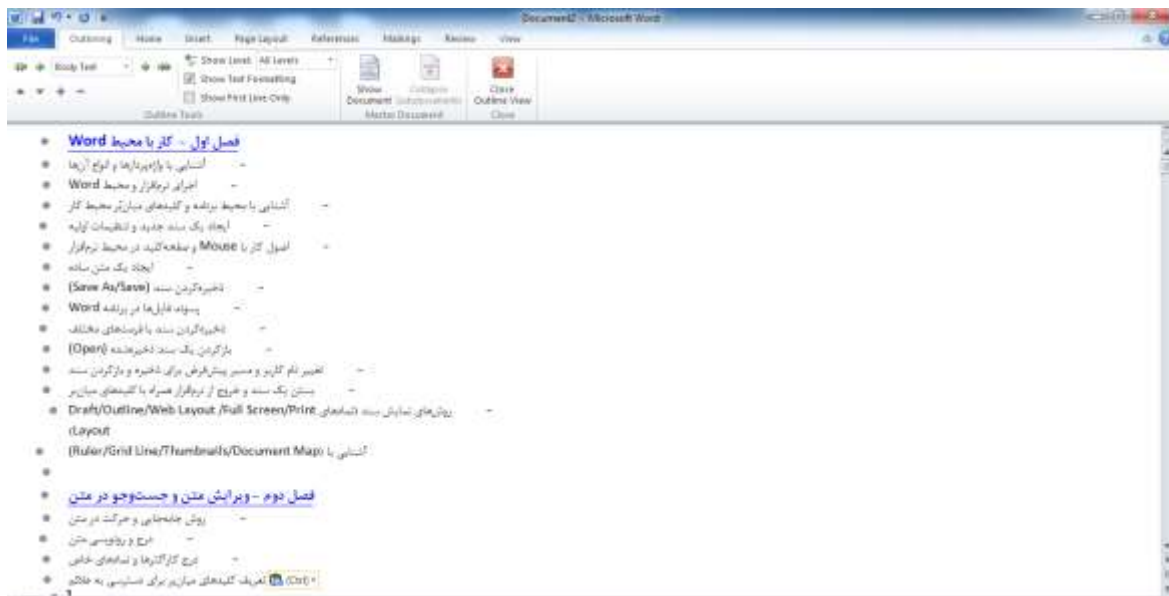 Document2 - Microsoft Word
File Outlining Home Insert Page Layout References Mailings Review View
Body Text
Show Level: All Levels
Show Text Formatting
Show First Line Only
Show Document
Collapse Subdocuments
Close Outline View
Outline Tools
Master Document
Close
فصل اول - کار با محیط Word
آشنایی با واژه‌پردازها و انواع آن‌ها -
اجرای نرم‌افزار و محیط Word -
آشنایی با محیط برنامه و کلیدهای میان‌بُر محیط کار -
ایجاد یک سند جدید و تنظیمات اولیه -
اصول کار با Mouse و صفحه‌کلید در محیط نرم‌افزار -
ایجاد یک متن ساده -
ذخیره‌کردن سند (Save As/Save) -
پسوند فایل‌ها در برنامه Word -
ذخیره‌کردن سند با فرمت‌های مختلف -
بازکردن یک سند ذخیره‌شده (Open) -
تغییر نام کاربر و مسیر پیش‌فرض برای ذخیره و بازکردن سند -
بستن یک سند و خروج از نرم‌افزار همراه با کلیدهای میان‌بر -
روش‌های نمایش سند (نماهای Draft/Outline/Web Layout /Full Screen/Print -
(Layout
آشنایی با (Ruler/Grid Line/Thumbnails/Document Map)
فصل دوم - ویرایش متن و جست‌وجو در متن
روش جابه‌جایی و حرکت در متن -
درج و رونویسی متن -
درج کاراکترها و نمادهای خاص -
تعریف کلیدهای میان‌بر برای دسترسی به علائم (Ctrl)